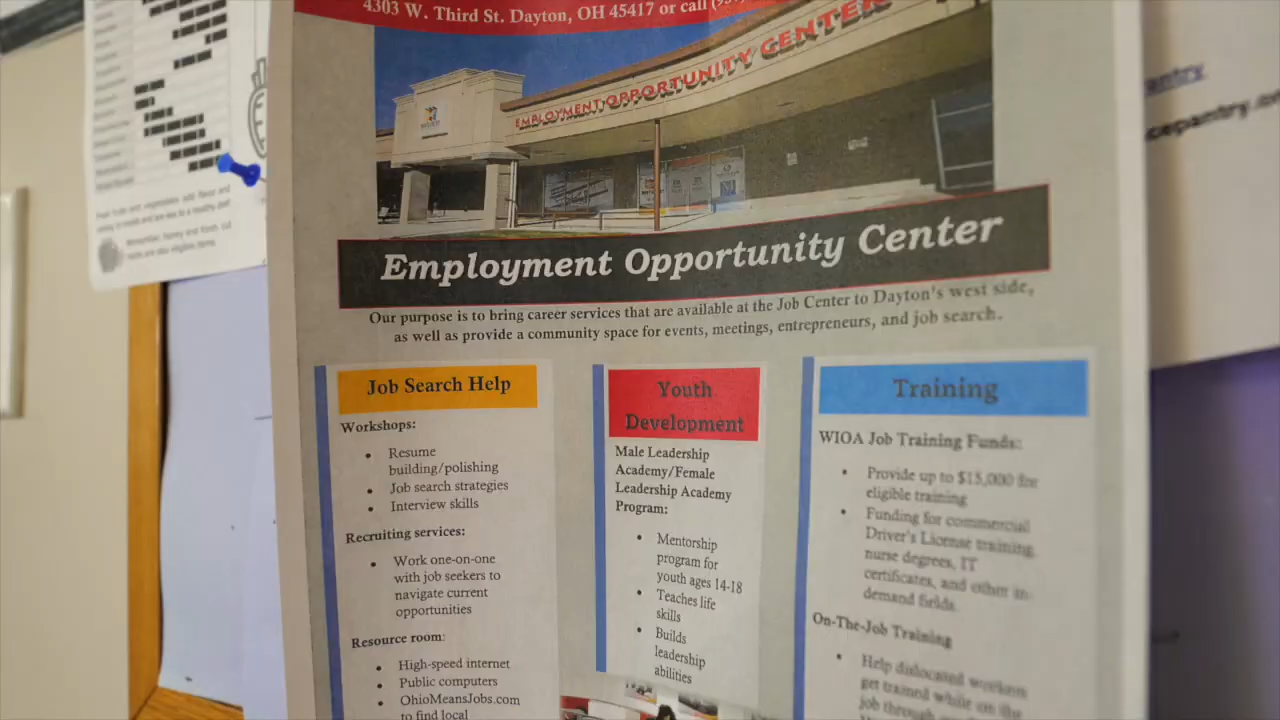 4303 W. Third St. Dayton, OH 45417 or call
EMPLOYMENT OPPORTUNITY CENTER
Employment Opportunity Center
Our purpose is to bring career services that are available at the Job Center to Dayton's west side,
as well as provide a community space for events, meetings, entrepreneurs, and job search.
Job Search Help
Workshops:
• Resume
building/polishing
• Job search strategies
• Interview skills
Recruiting services:
• Work one-on-one
with job seekers to
navigate current
opportunities
Resource room:
• High-speed internet
• Public computers
• OhioMeansJobs.com
to find local
Youth
Development
Male Leadership
Academy/Female
Leadership Academy
Program:
• Mentorship
program for
youth ages 14-18
• Teaches life
skills
• Builds
leadership
abilities
Training
WIOA Job Training Funds:
• Provide up to $15,000 for
eligible training
• Funding for commercial
Driver's License training,
nurse degrees, IT
certificates, and other in-
demand fields.
On-The-Job Training
• Help dislocated workers
get trained while on the
job through